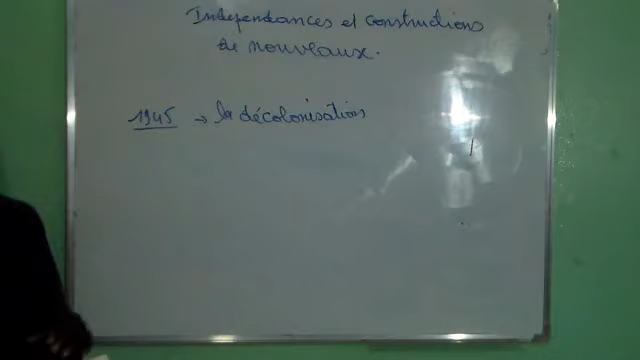 Indépendances et constructions
de nouveaux.
1945 → la décolonisation